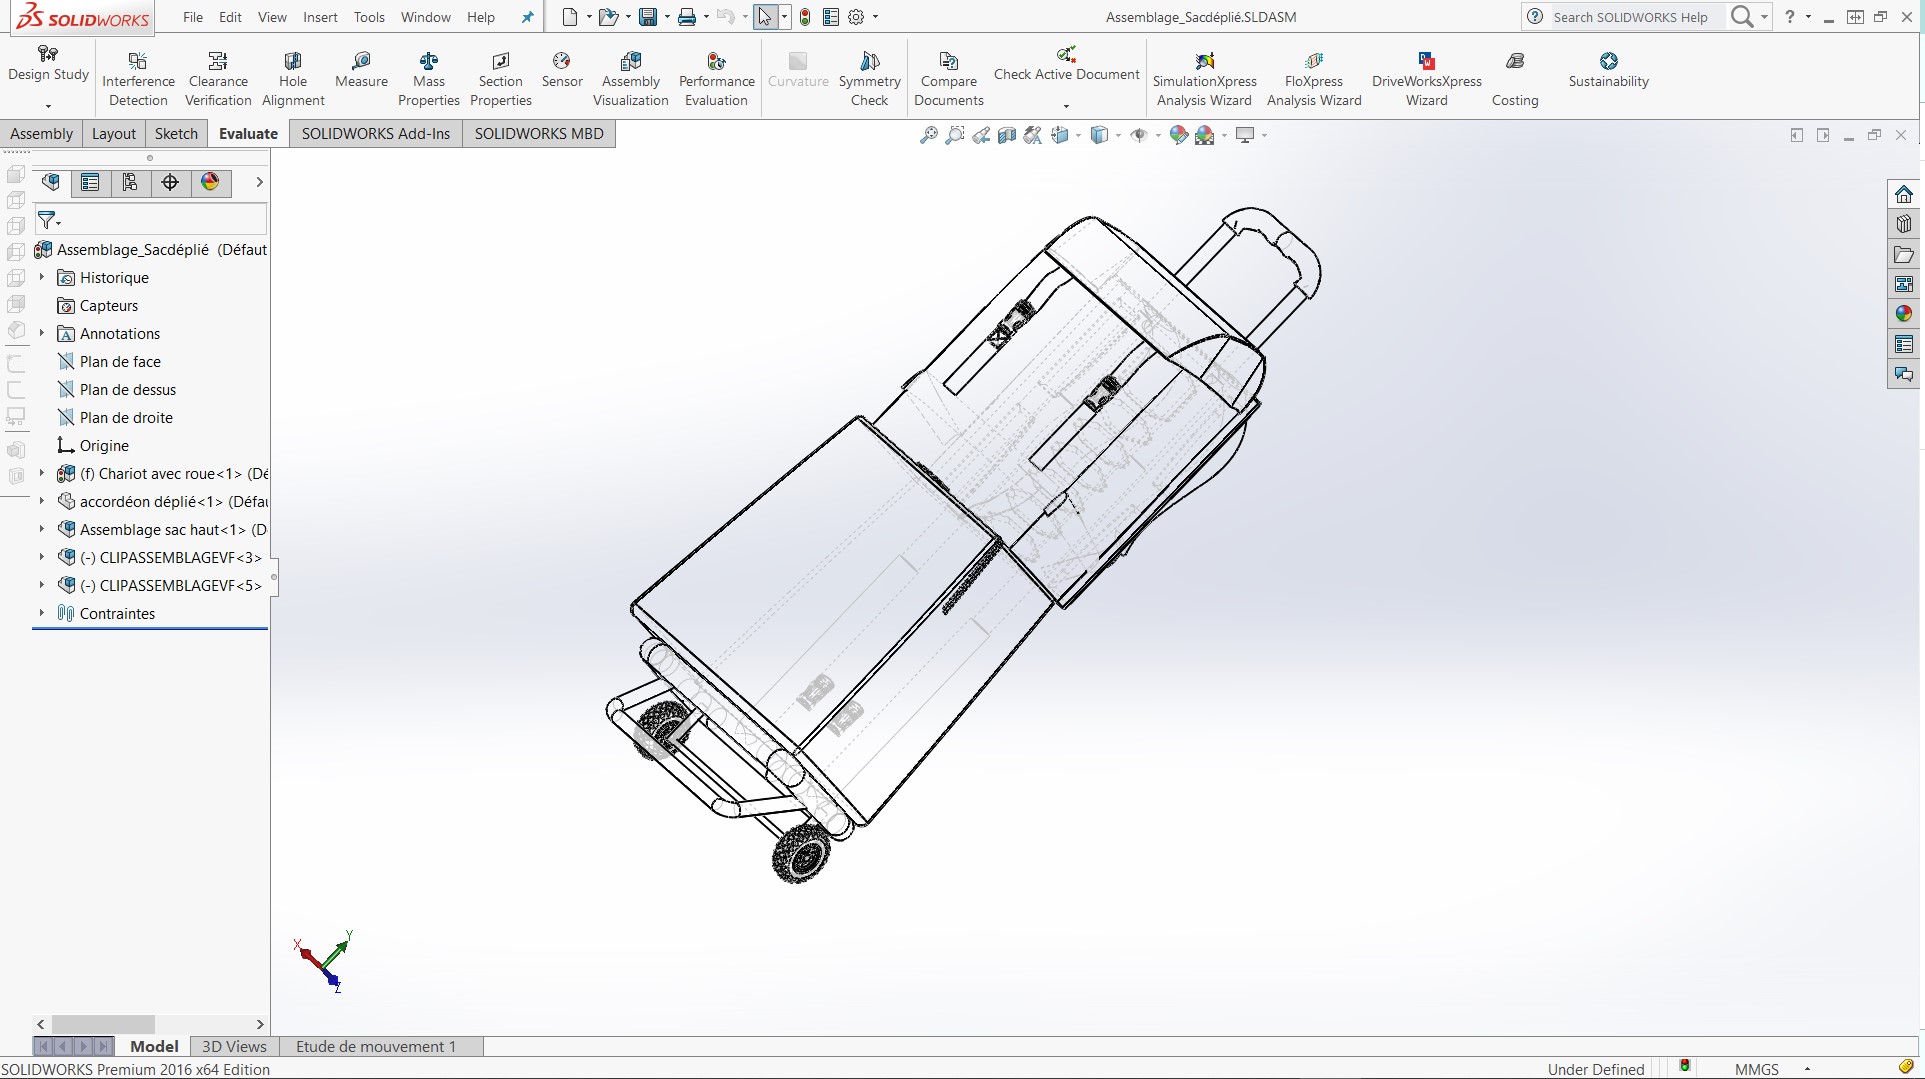 SOLIDWORKS File Edit View Insert Tools Window Help Assemblage_Sacdéplié.SLDASM Search SOLIDWORKS Help
Design Study
Interference Detection
Clearance Verification
Hole Alignment
Measure
Mass Properties
Section Properties
Sensor
Assembly Visualization
Performance Evaluation
Curvature
Symmetry Check
Compare Documents
Check Active Document
SimulationXpress Analysis Wizard
FloXpress Analysis Wizard
DriveWorksXpress Wizard
Costing
Sustainability
Assembly Layout Sketch Evaluate SOLIDWORKS Add-Ins SOLIDWORKS MBD
Assemblage_Sacdéplié (Défaut
Historique
Capteurs
Annotations
Plan de face
Plan de dessus
Plan de droite
Origine
(f) Chariot avec roue<1> (Dé
accordéon déplié<1> (Défau
Assemblage sac haut<1> (D
(-) CLIPASSEMBLAGEVF<3>
(-) CLIPASSEMBLAGEVF<5>
Contraintes
X
Y
Z
Model 3D Views Etude de mouvement 1
SOLIDWORKS Premium 2016 x64 Edition Under Defined MMGS